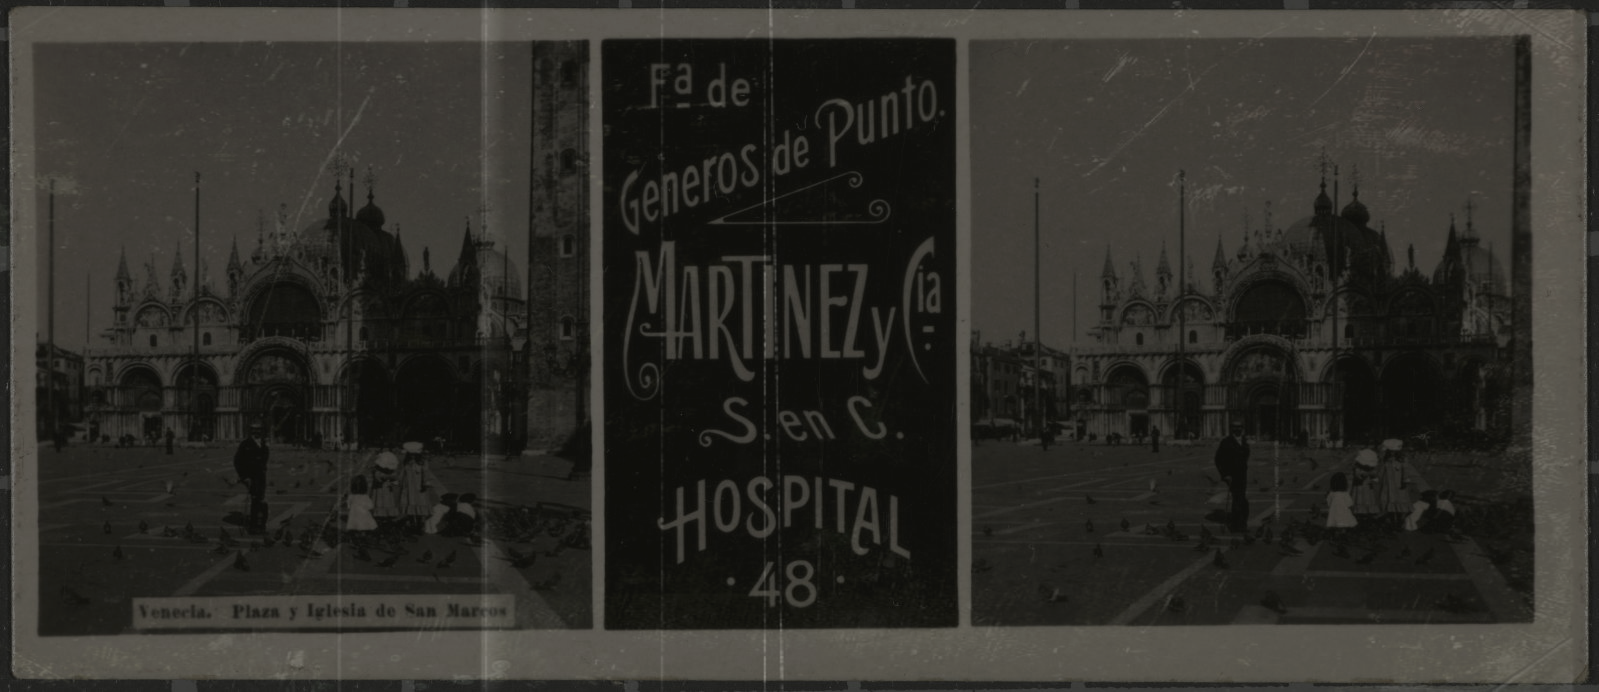 Fª de
Generos de Punto.
MARTINEZ y Cia
S. en C.
HOSPITAL
·48·
Venecia. Plaza y Iglesia de San Marcos